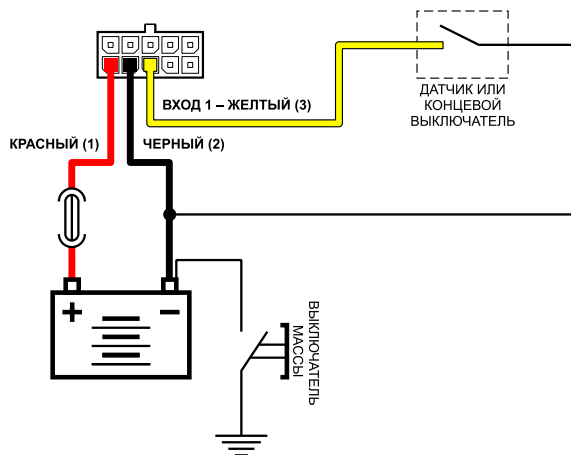 ДАТЧИК ИЛИ
КОНЦЕВОЙ
ВЫКЛЮЧАТЕЛЬ
ВХОД 1 – ЖЕЛТЫЙ (3)
КРАСНЫЙ (1)
ЧЕРНЫЙ (2)
+
–
ВЫКЛЮЧАТЕЛЬ
МАССЫ